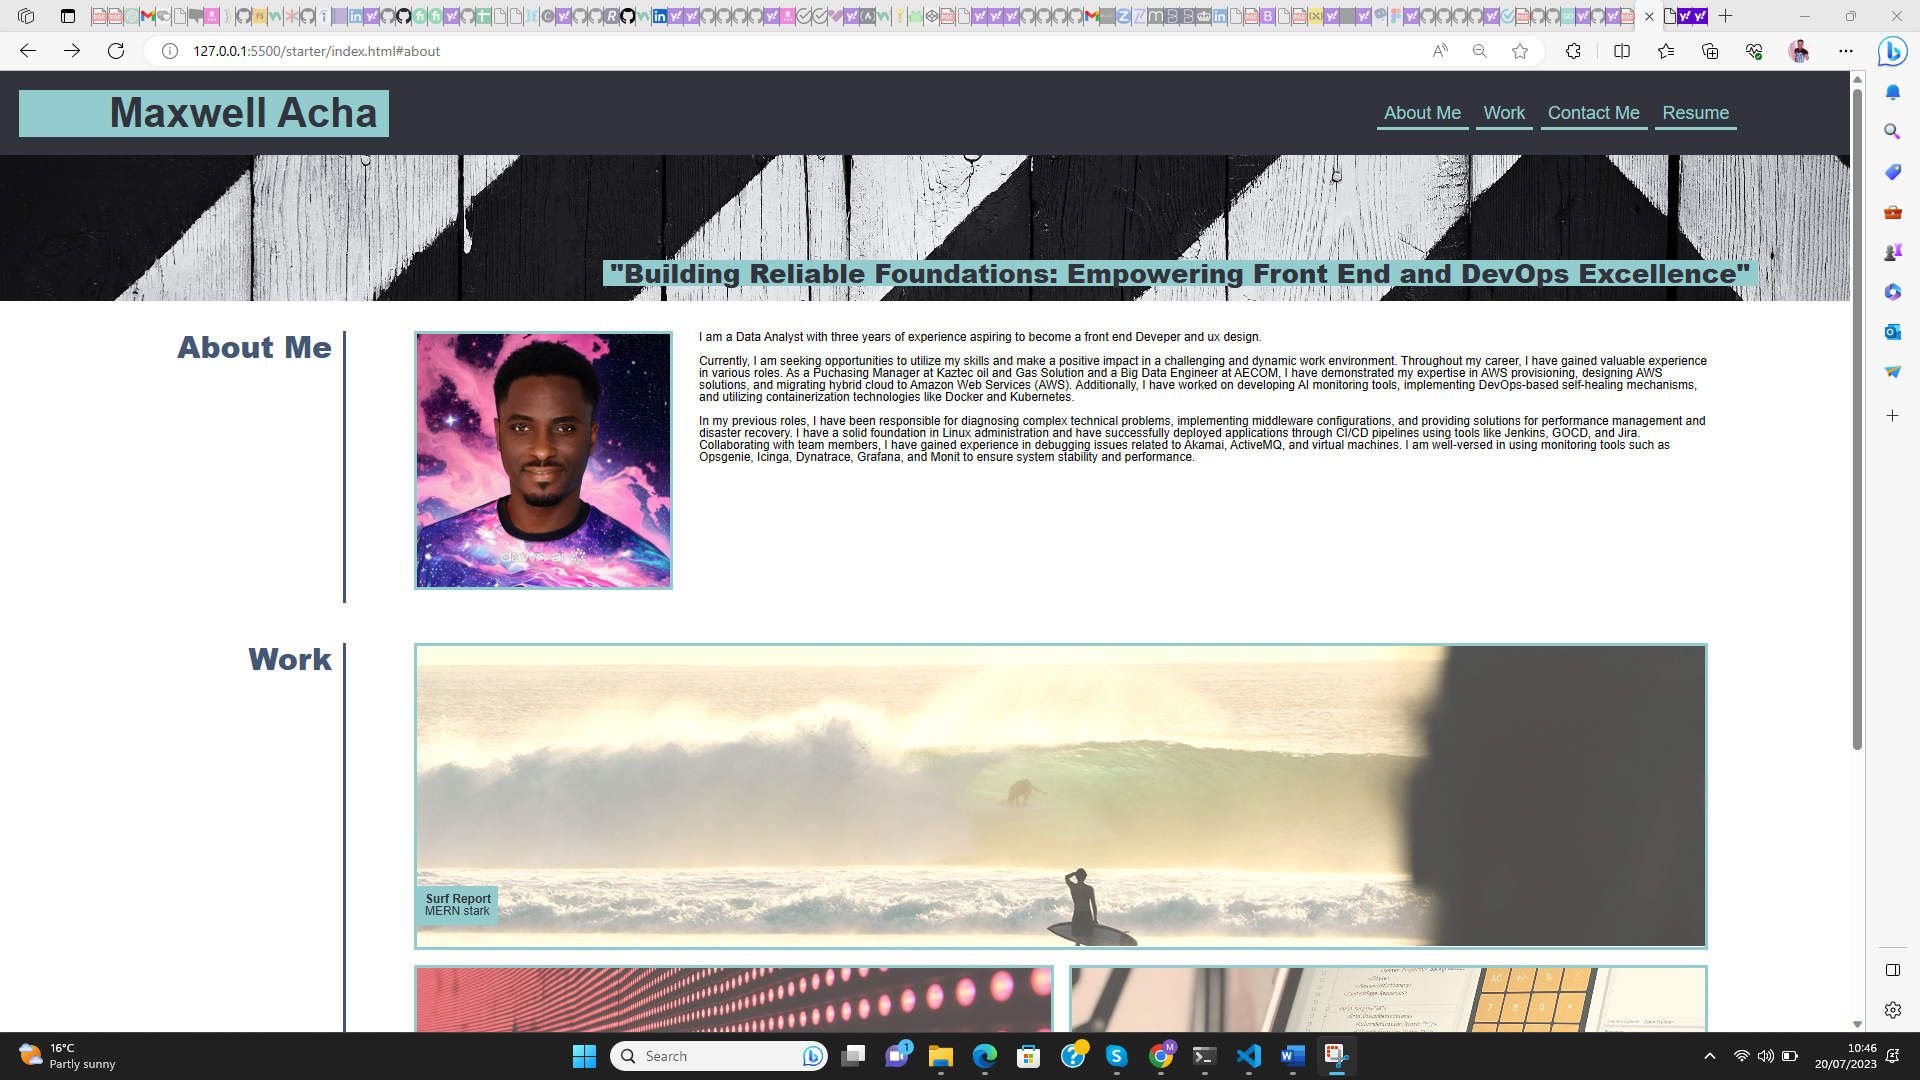 127.0.0.1:5500/starter/index.html#about
Maxwell Acha
About Me
Work
Contact Me
Resume
"Building Reliable Foundations: Empowering Front End and DevOps Excellence"
About Me
I am a Data Analyst with three years of experience aspiring to become a front end Deveper and ux design.
Currently, I am seeking opportunities to utilize my skills and make a positive impact in a challenging and dynamic work environment. Throughout my career, I have gained valuable experience
in various roles. As a Puchasing Manager at Kaztec oil and Gas Solution and a Big Data Engineer at AECOM, I have demonstrated my expertise in AWS provisioning, designing AWS
solutions, and migrating hybrid cloud to Amazon Web Services (AWS). Additionally, I have worked on developing AI monitoring tools, implementing DevOps-based self-healing mechanisms,
and utilizing containerization technologies like Docker and Kubernetes.
In my previous roles, I have been responsible for diagnosing complex technical problems, implementing middleware configurations, and providing solutions for performance management and
disaster recovery. I have a solid foundation in Linux administration and have successfully deployed applications through CI/CD pipelines using tools like Jenkins, GOCD, and Jira.
Collaborating with team members, I have gained experience in debugging issues related to Akamai, ActiveMQ, and virtual machines. I am well-versed in using monitoring tools such as
Opsgenie, Icinga, Dynatrace, Grafana, and Monit to ensure system stability and performance.
dawn ai
Work
Surf Report
MERN stark
AC +/- % /
7 8 9 *
16°C
Partly sunny
Search
1
M
10:46
20/07/2023